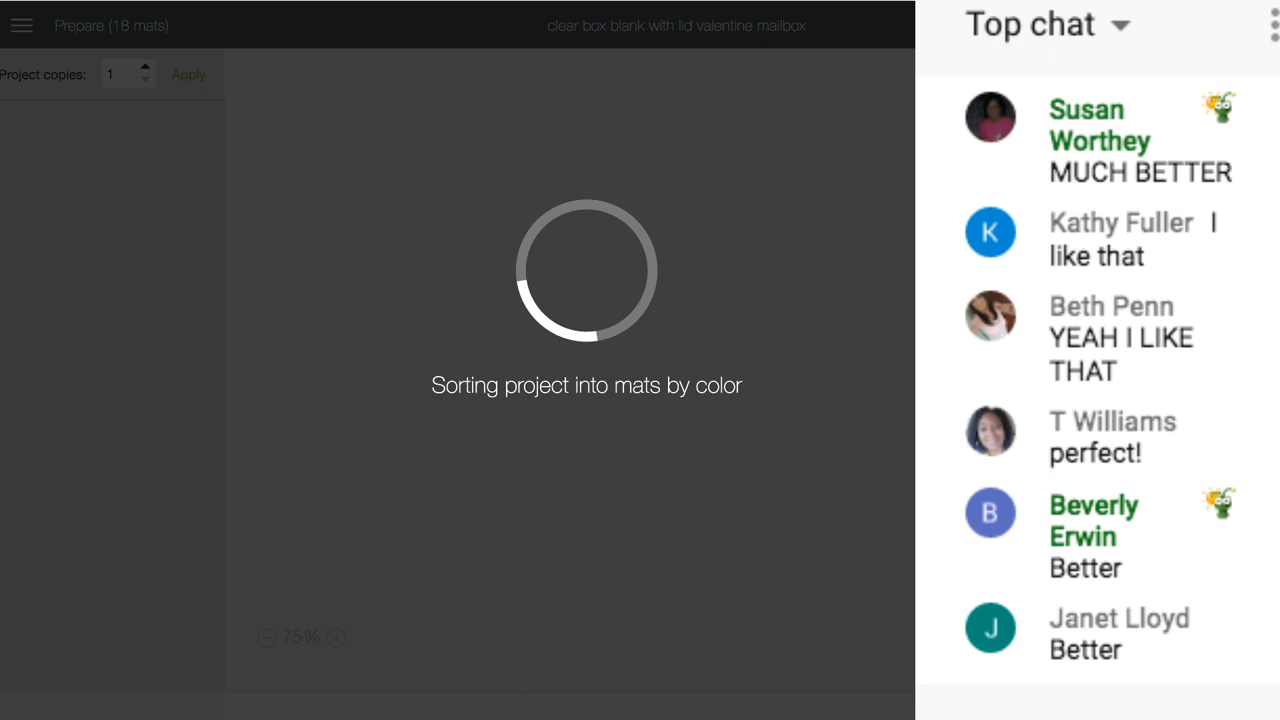 Prepare (18 mats)
clear box blank with lid valentine mailbox
Project copies: 1 Apply
Sorting project into mats by color
75%
Top chat
Susan
Worthey
MUCH BETTER
K
Kathy Fuller I
like that
Beth Penn
YEAH I LIKE
THAT
T Williams
perfect!
B
Beverly
Erwin
Better
J
Janet Lloyd
Better